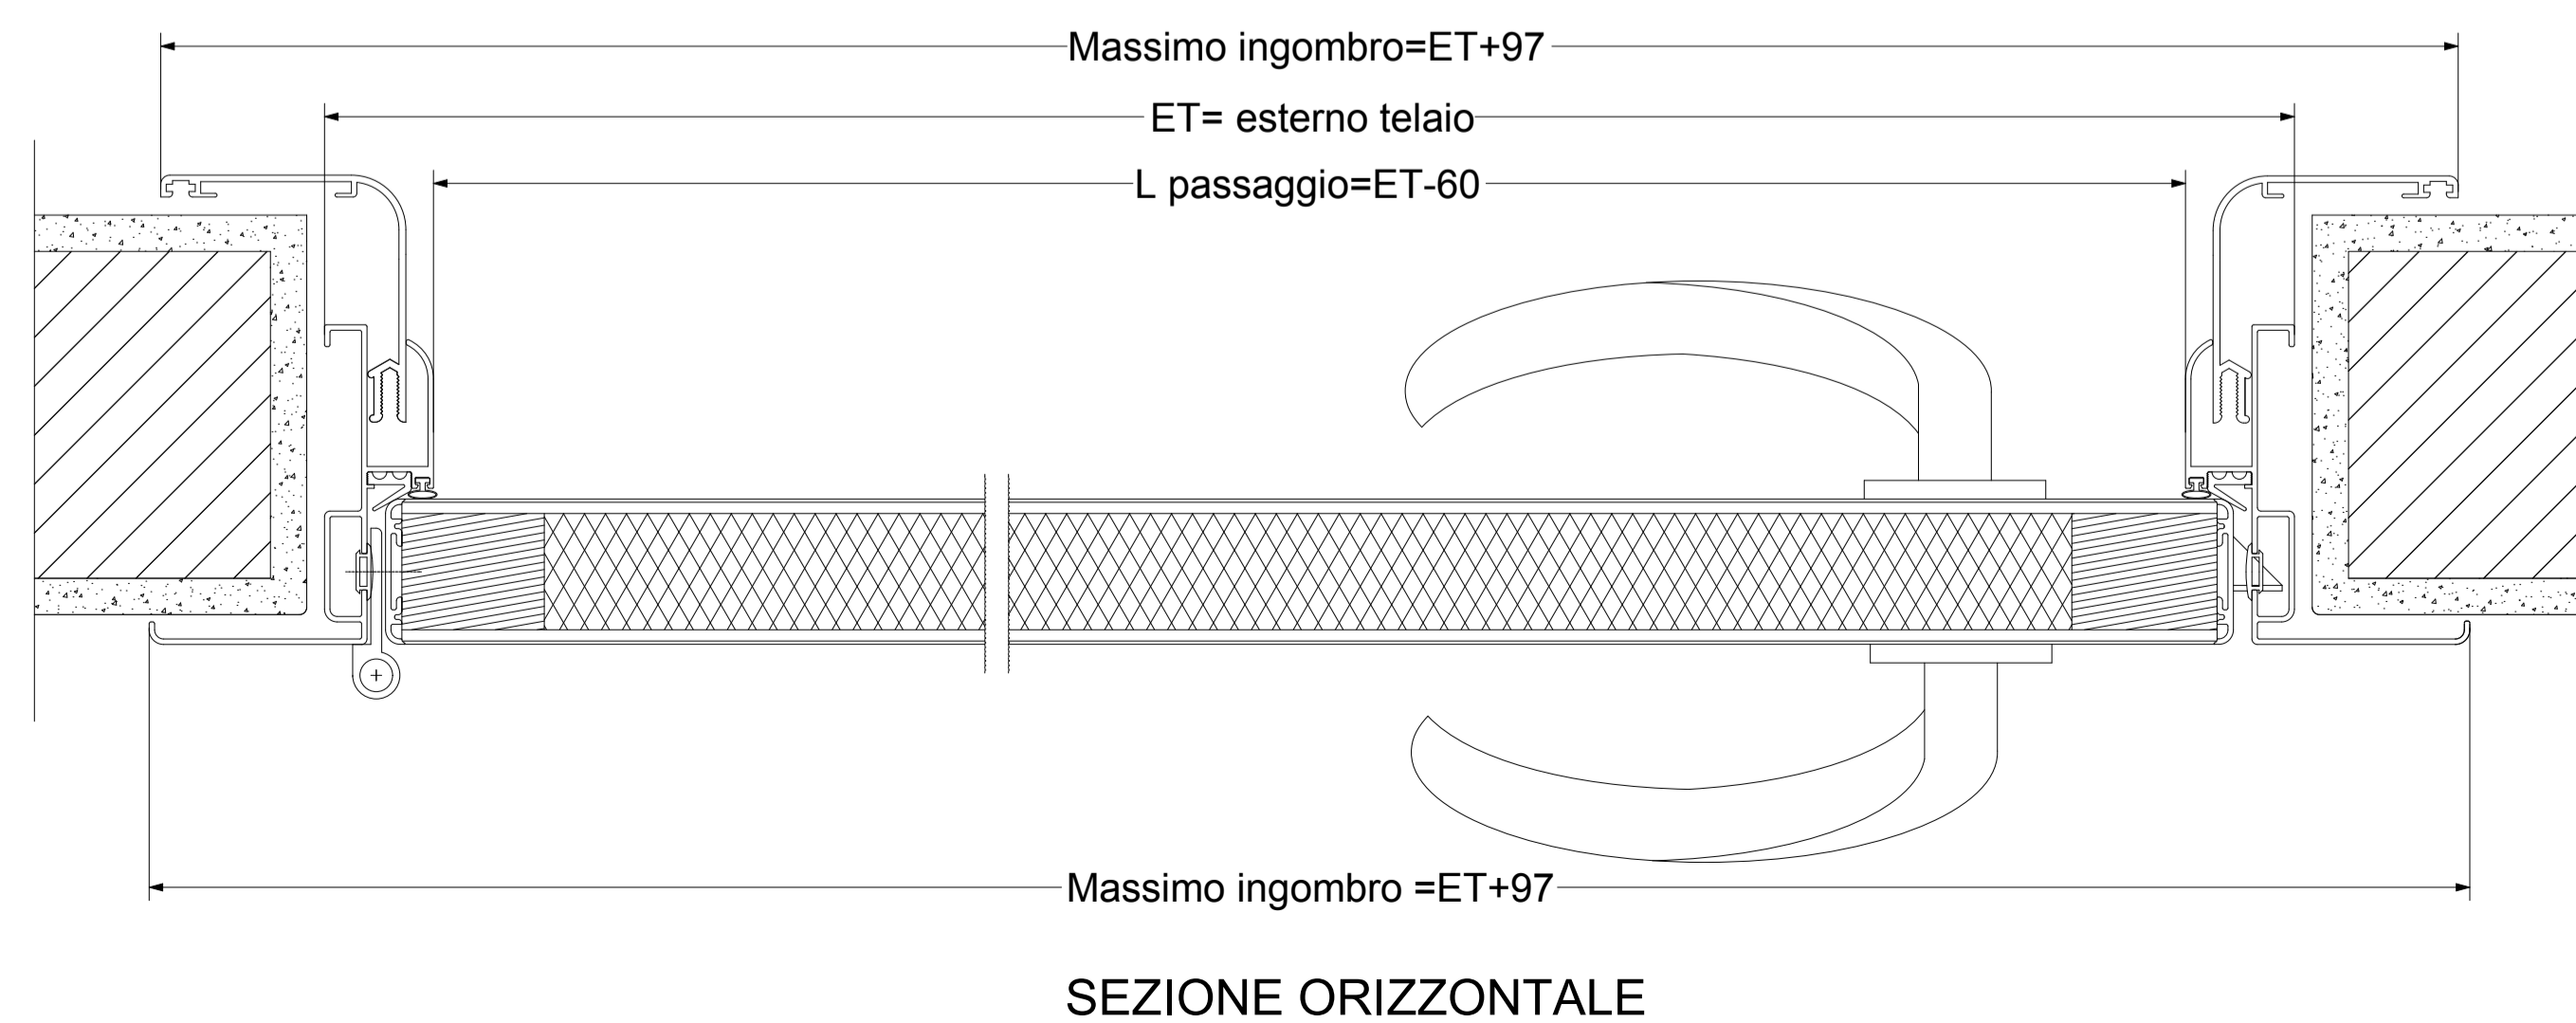 Massimo ingombro=ET+97
ET= esterno telaio
L passaggio=ET-60
Massimo ingombro =ET+97
SEZIONE ORIZZONTALE